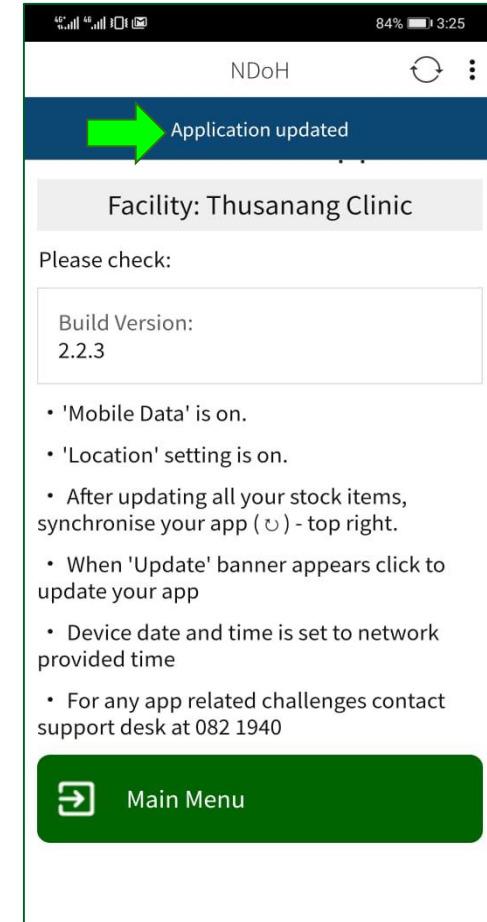 84% 3:25
NDoH
Application updated
Facility: Thusanang Clinic
Please check:
Build Version:
2.2.3
• 'Mobile Data' is on.
• 'Location' setting is on.
• After updating all your stock items,
synchronise your app (↻) - top right.
• When 'Update' banner appears click to
update your app
• Device date and time is set to network
provided time
• For any app related challenges contact
support desk at 082 1940
Main Menu